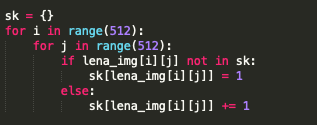 sk = {}
for i in range(512):
    for j in range(512):
        if lena_img[i][j] not in sk:
            sk[lena_img[i][j]] = 1
        else:
            sk[lena_img[i][j]] += 1